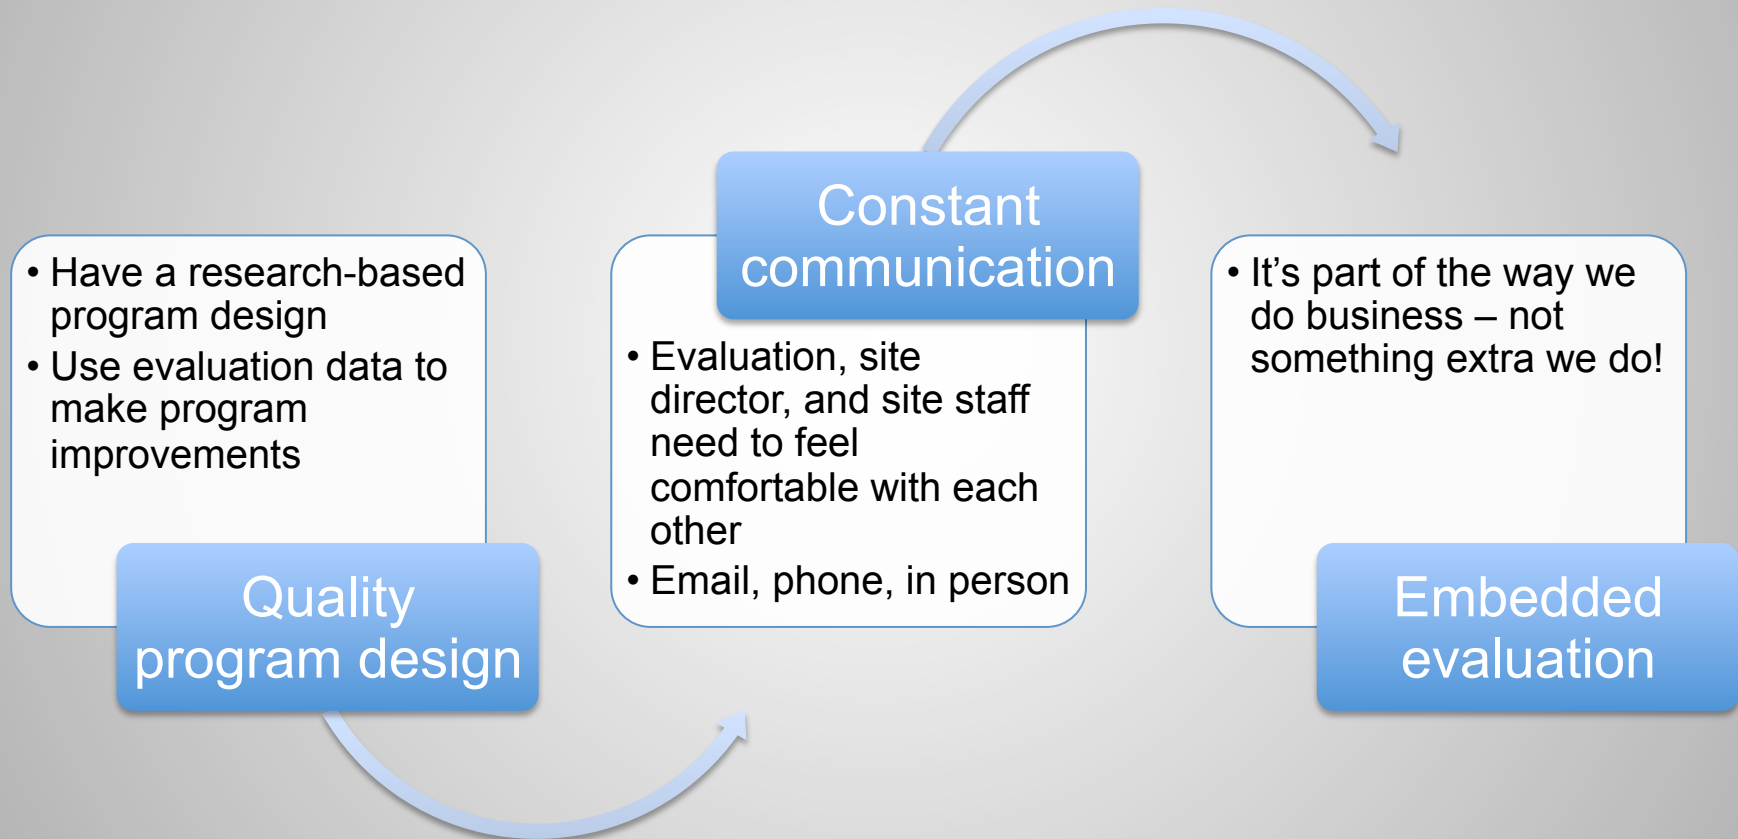 • Have a research-based
program design
• Use evaluation data to
make program
improvements
Quality
program design
Constant
communication
• Evaluation, site
director, and site staff
need to feel
comfortable with each
other
• Email, phone, in person
• It’s part of the way we
do business – not
something extra we do!
Embedded
evaluation